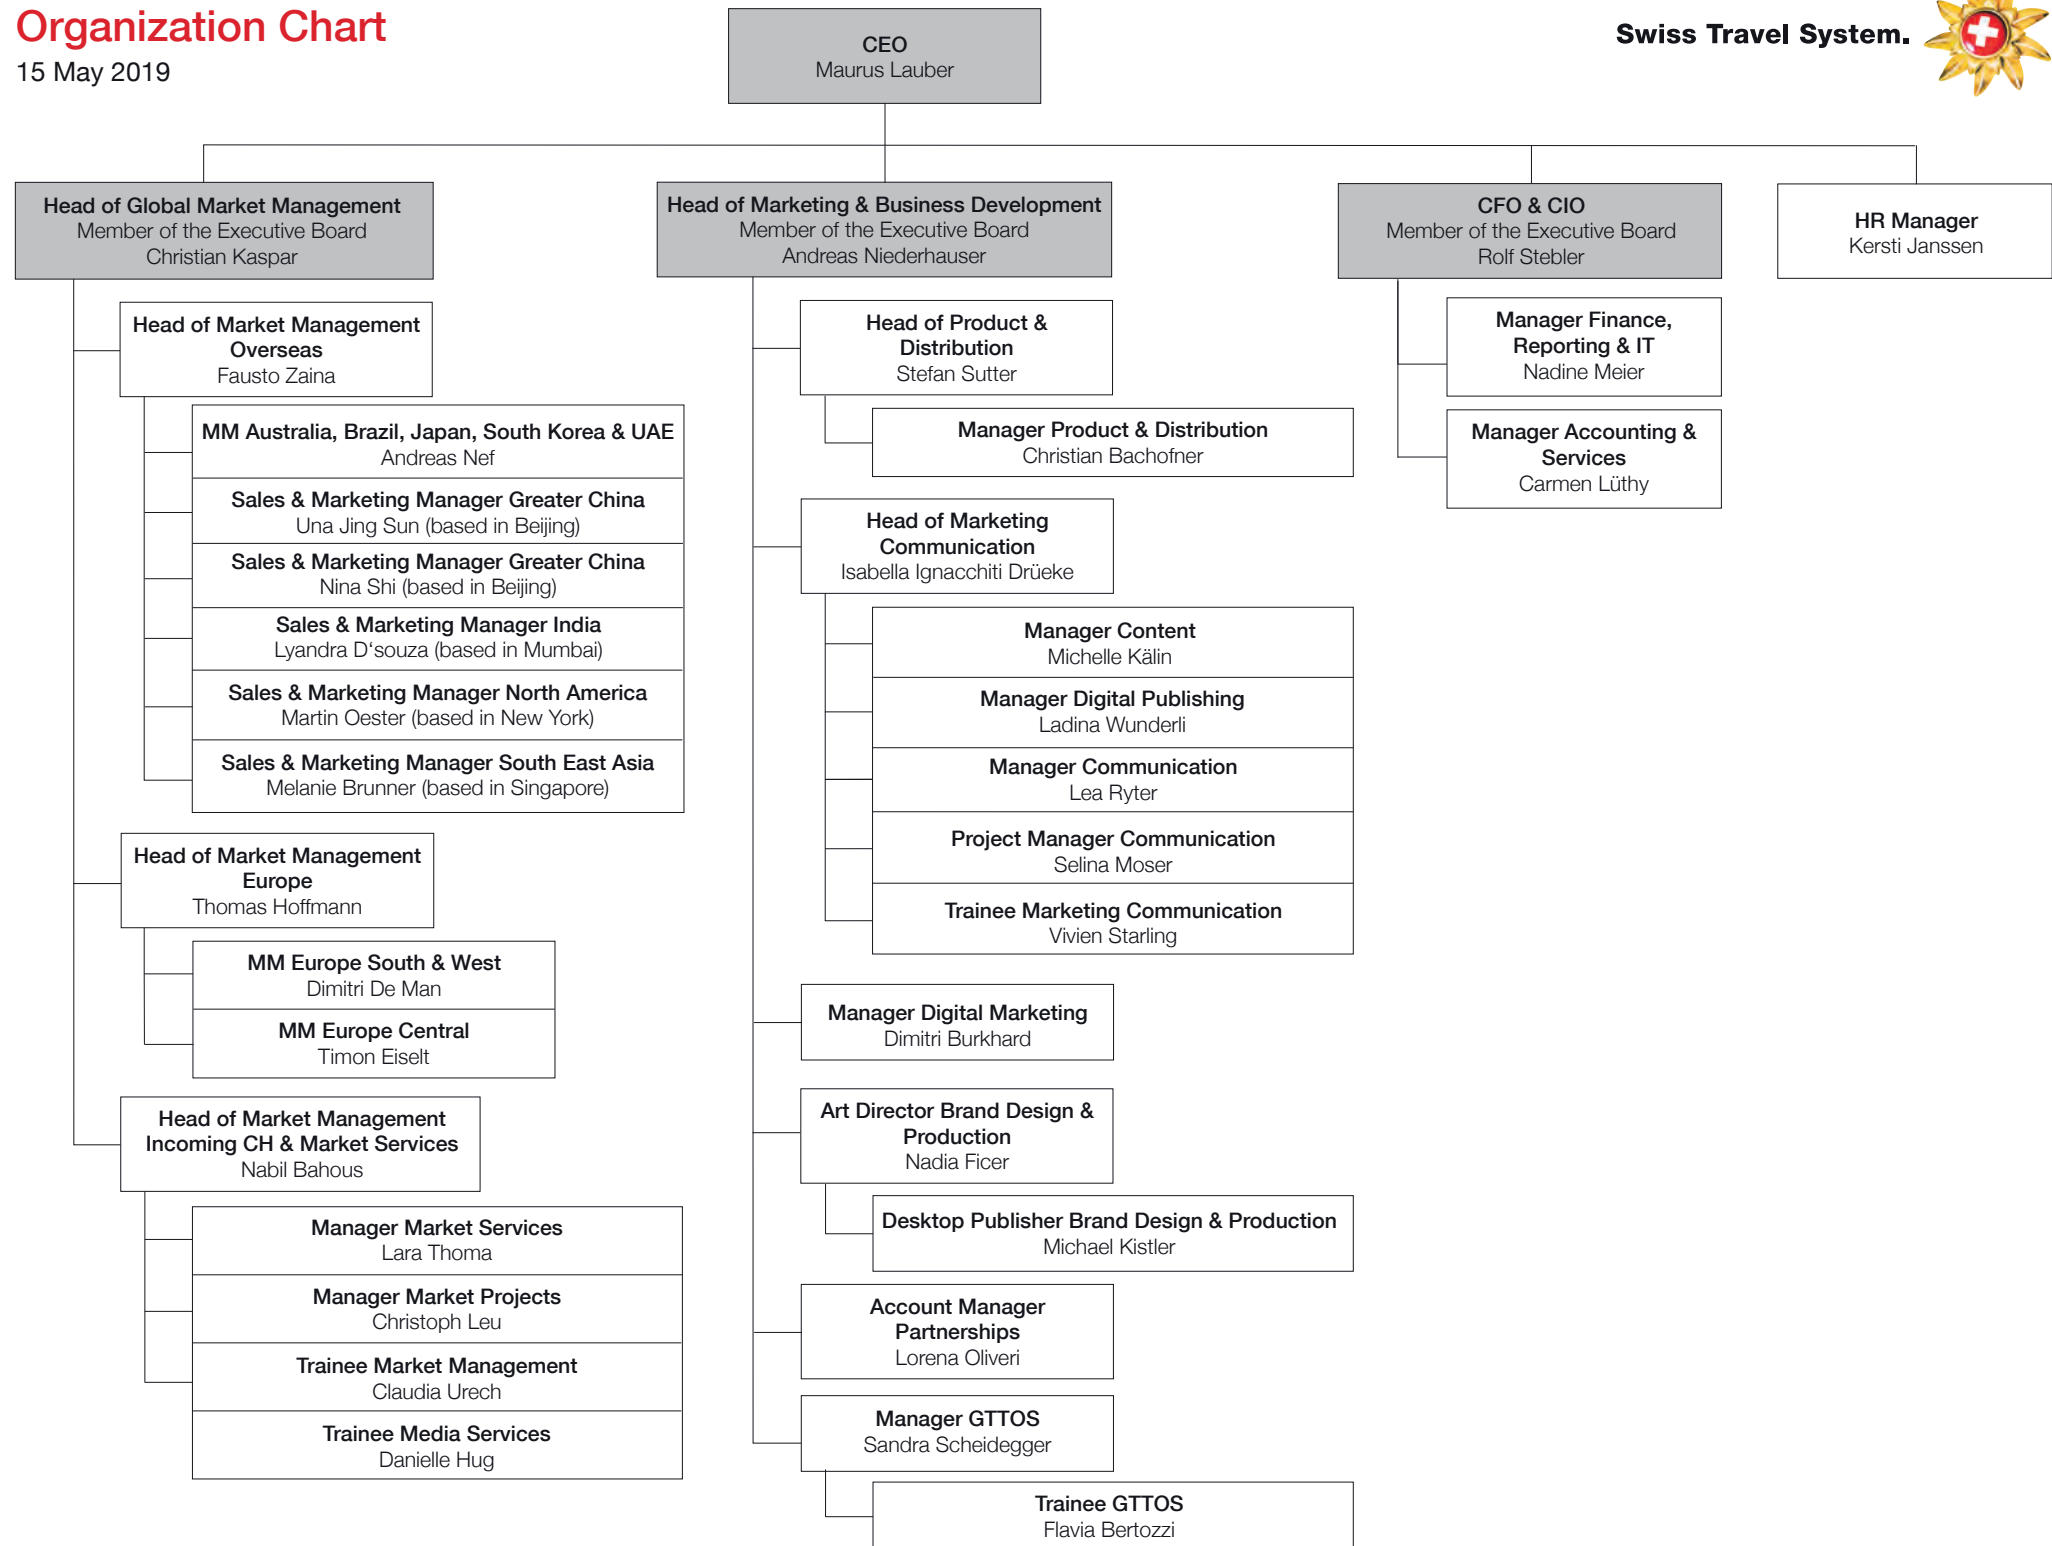 Organization Chart
15 May 2019
Swiss Travel System.
CEO
Maurus Lauber
Head of Global Market Management
Member of the Executive Board
Christian Kaspar
Head of Market Management
Overseas
Fausto Zaina
MM Australia, Brazil, Japan, South Korea & UAE
Andreas Nef
Sales & Marketing Manager Greater China
Una Jing Sun (based in Beijing)
Sales & Marketing Manager Greater China
Nina Shi (based in Beijing)
Sales & Marketing Manager India
Lyandra D‘souza (based in Mumbai)
Sales & Marketing Manager North America
Martin Oester (based in New York)
Sales & Marketing Manager South East Asia
Melanie Brunner (based in Singapore)
Head of Market Management
Europe
Thomas Hoffmann
MM Europe South & West
Dimitri De Man
MM Europe Central
Timon Eiselt
Head of Market Management
Incoming CH & Market Services
Nabil Bahous
Manager Market Services
Lara Thoma
Manager Market Projects
Christoph Leu
Trainee Market Management
Claudia Urech
Trainee Media Services
Danielle Hug
Head of Marketing & Business Development
Member of the Executive Board
Andreas Niederhauser
Head of Product &
Distribution
Stefan Sutter
Manager Product & Distribution
Christian Bachofner
Head of Marketing
Communication
Isabella Ignacchiti Drüeke
Manager Content
Michelle Kälin
Manager Digital Publishing
Ladina Wunderli
Manager Communication
Lea Ryter
Project Manager Communication
Selina Moser
Trainee Marketing Communication
Vivien Starling
Manager Digital Marketing
Dimitri Burkhard
Art Director Brand Design &
Production
Nadia Ficer
Desktop Publisher Brand Design & Production
Michael Kistler
Account Manager
Partnerships
Lorena Oliveri
Manager GTTOS
Sandra Scheidegger
Trainee GTTOS
Flavia Bertozzi
CFO & CIO
Member of the Executive Board
Rolf Stebler
Manager Finance,
Reporting & IT
Nadine Meier
Manager Accounting &
Services
Carmen Lüthy
HR Manager
Kersti Janssen